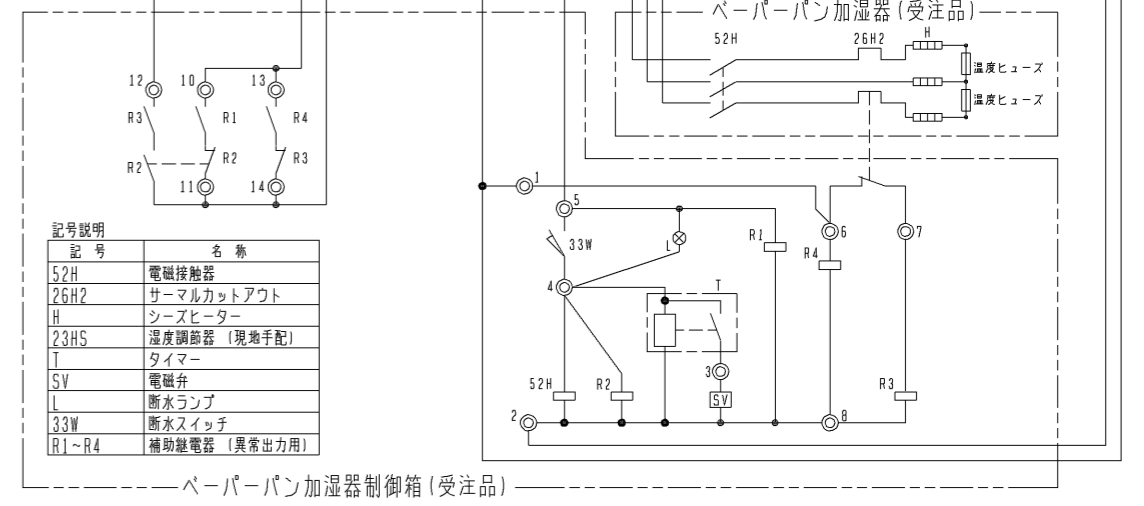 ベーパーパン加湿器(受注品)
52H 26H2 H
温度ヒューズ
温度ヒューズ
12 10 13
R3 R1 R4
R2 R2 R3
11 14
1
5
33W L R1 R4 6 7
4 T
3
52H R2 SV R3
2 8
記号説明
記 号 名 称
52H 電磁接触器
26H2 サーマルカットアウト
H シーズヒーター
23HS 湿度調節器 (現地手配)
T タイマー
SV 電磁弁
L 断水ランプ
33W 断水スイッチ
R1~R4 補助継電器 (異常出力用)
ベーパーパン加湿器制御箱(受注品)